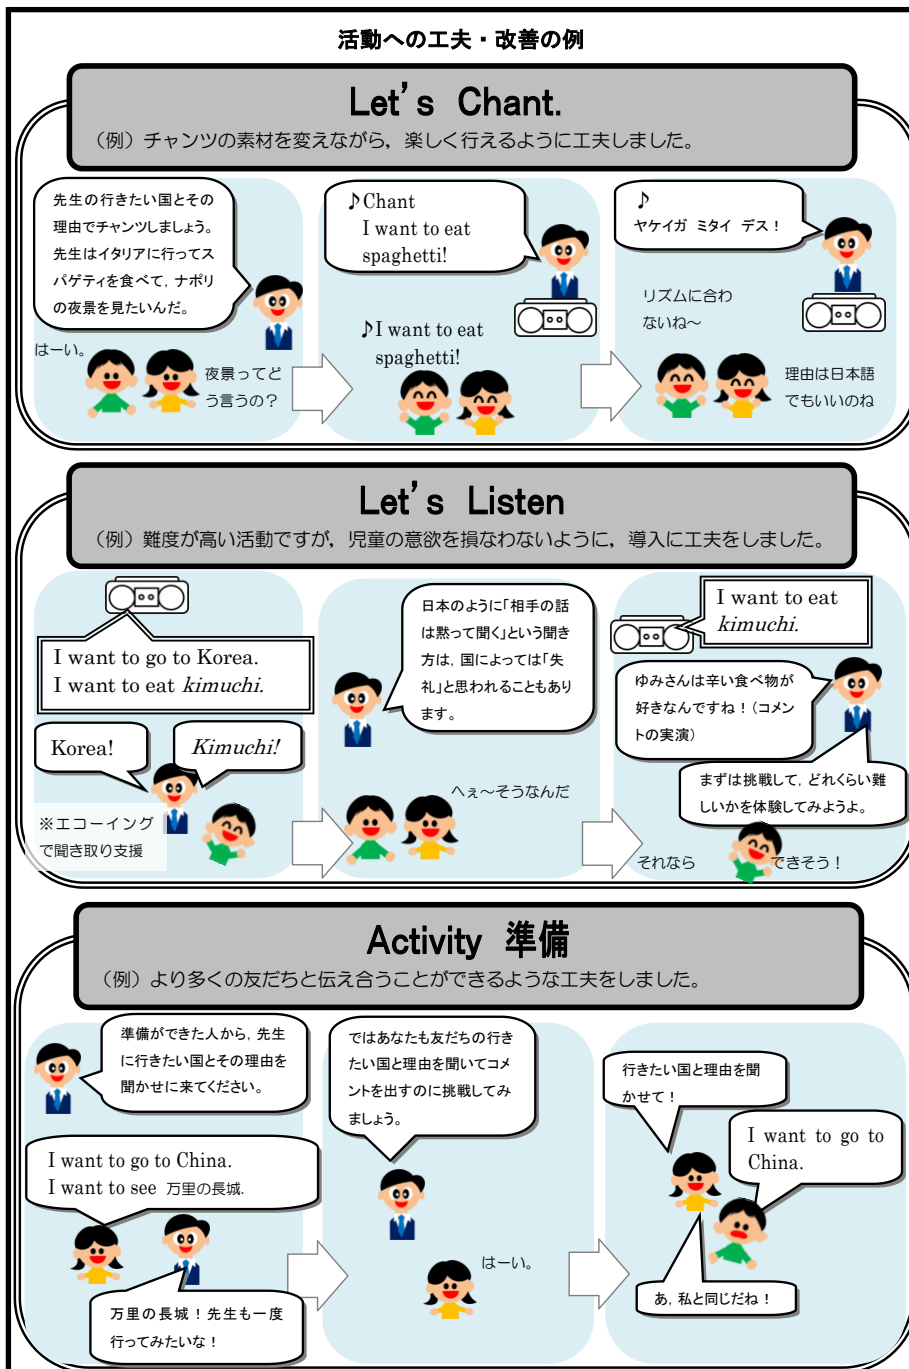 活動への工夫・改善の例
Let's Chant.
（例）チャンツの素材を変えながら，楽しく行えるように工夫しました。
先生の行きたい国とその
理由でチャンツしましょう。
先生はイタリアに行ってス
パゲティを食べて，ナポリ
の夜景を見たいんだ。
はーい。
夜景ってど
う言うの？
♪Chant
I want to eat
spaghetti!
♪I want to eat
spaghetti!
♪
ヤケイガ ミタイ デス！
リズムに合わ
ないね～
理由は日本語
でもいいのね
Let's Listen
（例）難度が高い活動ですが，児童の意欲を損なわないように，導入に工夫をしました。
I want to go to Korea.
I want to eat kimuchi.
Korea!
Kimuchi!
※エコーイング
で聞き取り支援
日本のように「相手の話
は黙って聞く」という聞き
方は，国によっては「失
礼」と思われることもあり
ます。
へぇ～そうなんだ
I want to eat
kimuchi.
ゆみさんは辛い食べ物が
好きなんですね！（コメン
トの実演）
まずは挑戦して，どれくらい難
しいかを体験してみようよ。
それなら
できそう！
Activity 準備
（例）より多くの友だちと伝え合うことができるような工夫をしました。
準備ができた人から，先生
に行きたい国とその理由を
聞かせに来てください。
I want to go to China.
I want to see 万里の長城.
万里の長城！先生も一度
行ってみたいな！
ではあなたも友だちの行き
たい国と理由を聞いてコメ
ントを出すのに挑戦してみ
ましょう。
はーい。
行きたい国と理由を聞
かせて！
I want to go to
China.
あ，私と同じだね！